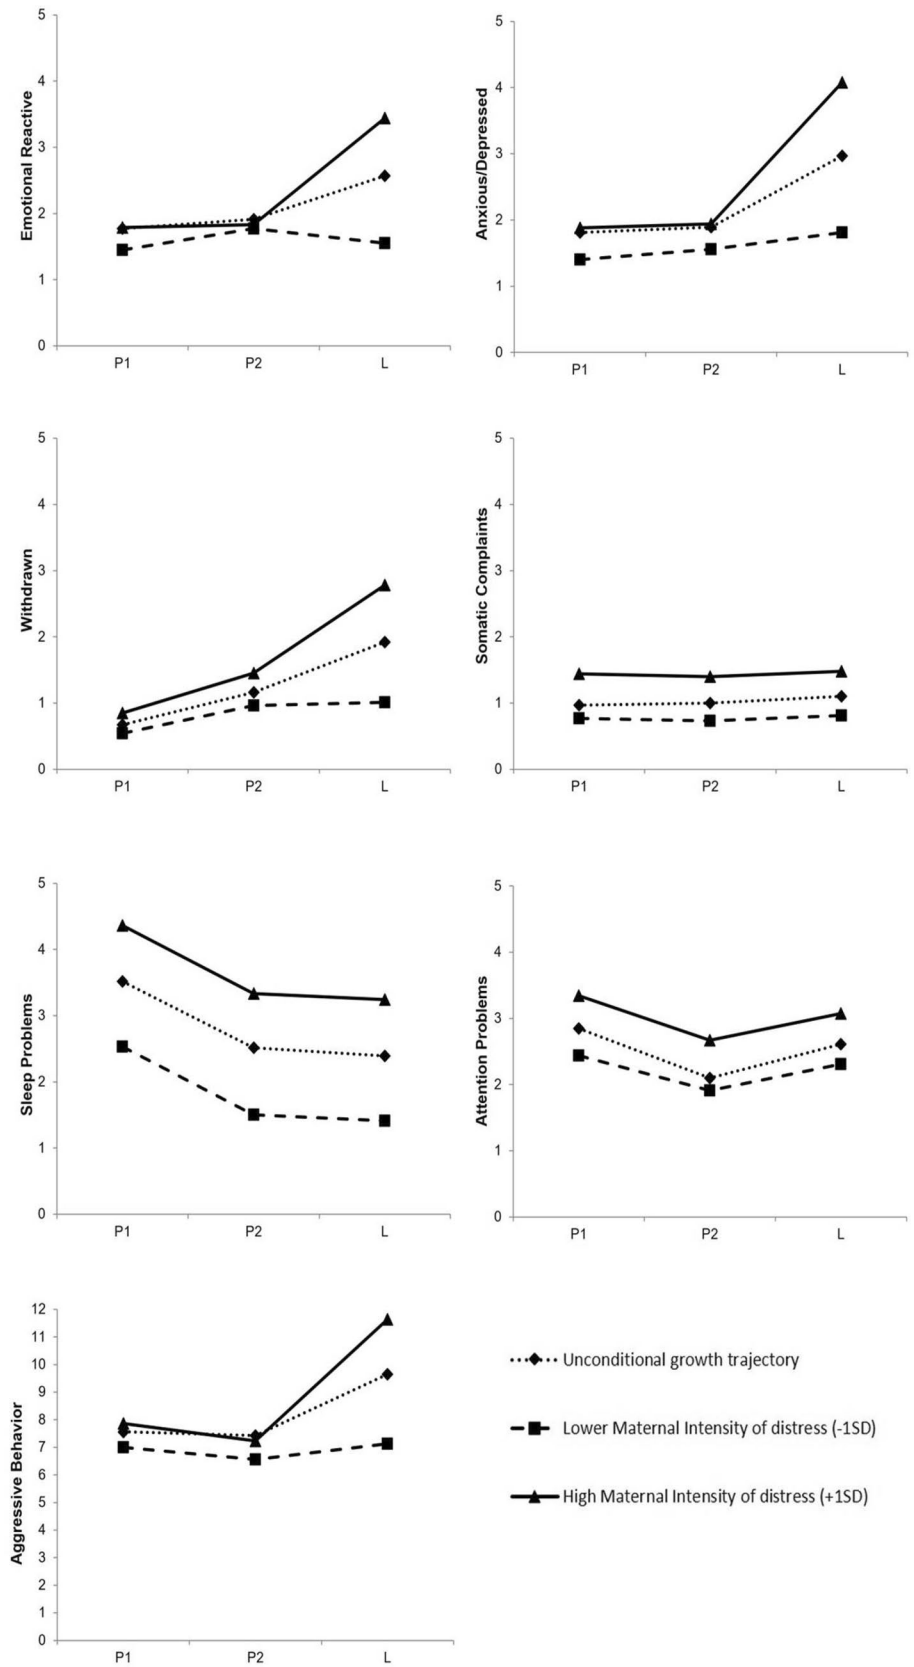 Emotional Reactive
5
4
3
2
1
0
P1 P2 L
Anxious/Depressed
5
4
3
2
1
0
P1 P2 L
Withdrawn
5
4
3
2
1
0
P1 P2 L
Somatic Complaints
5
4
3
2
1
0
P1 P2 L
Sleep Problems
5
4
3
2
1
0
P1 P2 L
Attention Problems
5
4
3
2
1
0
P1 P2 L
Aggressive Behavior
12
11
10
9
8
7
6
5
4
3
2
1
0
P1 P2 L
Unconditional growth trajectory
Lower Maternal Intensity of distress (-1SD)
High Maternal Intensity of distress (+1SD)